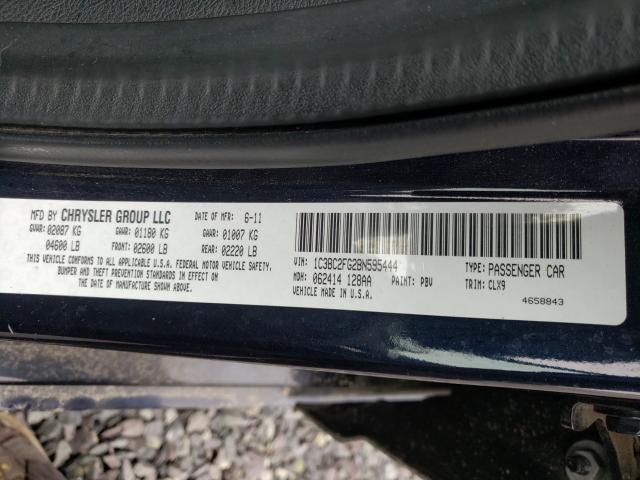 MFD BY CHRYSLER GROUP LLC DATE OF MFR: 6-11
GVWR: 02087 KG GAWR: 01180 KG GAWR: 01007 KG
04600 LB FRONT: 02600 LB REAR: 02220 LB
THIS VEHICLE CONFORMS TO ALL APPLICABLE U.S.A. FEDERAL MOTOR VEHICLE SAFETY,
BUMPER AND THEFT PREVENTION STANDARDS IN EFFECT ON
THE DATE OF MANUFACTURE SHOWN ABOVE.
VIN: 1C3BC2FG2BN595444 TYPE: PASSENGER CAR
MDH: 062414 128AA PAINT: PBV TRIM: CLX9
VEHICLE MADE IN U.S.A.
4658843